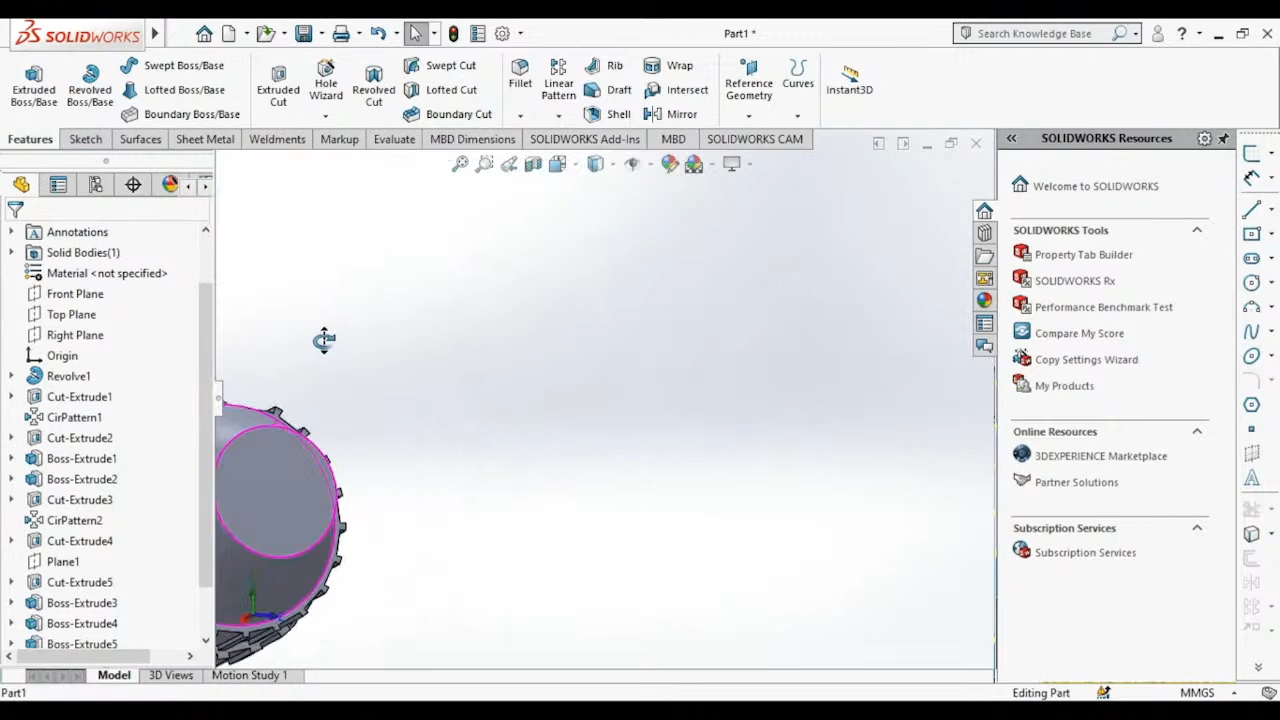 SOLIDWORKS
Part1 *
Search Knowledge Base
Extruded Boss/Base
Revolved Boss/Base
Swept Boss/Base
Lofted Boss/Base
Boundary Boss/Base
Extruded Cut
Hole Wizard
Revolved Cut
Swept Cut
Lofted Cut
Boundary Cut
Fillet
Linear Pattern
Rib
Draft
Shell
Wrap
Intersect
Mirror
Reference Geometry
Curves
Instant3D
Features
Sketch
Surfaces
Sheet Metal
Weldments
Markup
Evaluate
MBD Dimensions
SOLIDWORKS Add-Ins
MBD
SOLIDWORKS CAM
Annotations
Solid Bodies(1)
Material <not specified>
Front Plane
Top Plane
Right Plane
Origin
Revolve1
Cut-Extrude1
CirPattern1
Cut-Extrude2
Boss-Extrude1
Boss-Extrude2
Cut-Extrude3
CirPattern2
Cut-Extrude4
Plane1
Cut-Extrude5
Boss-Extrude3
Boss-Extrude4
Boss-Extrude5
SOLIDWORKS Resources
Welcome to SOLIDWORKS
SOLIDWORKS Tools
Property Tab Builder
SOLIDWORKS Rx
Performance Benchmark Test
Compare My Score
Copy Settings Wizard
My Products
Online Resources
3DEXPERIENCE Marketplace
Partner Solutions
Subscription Services
Subscription Services
Model
3D Views
Motion Study 1
Part1
Editing Part
MMGS